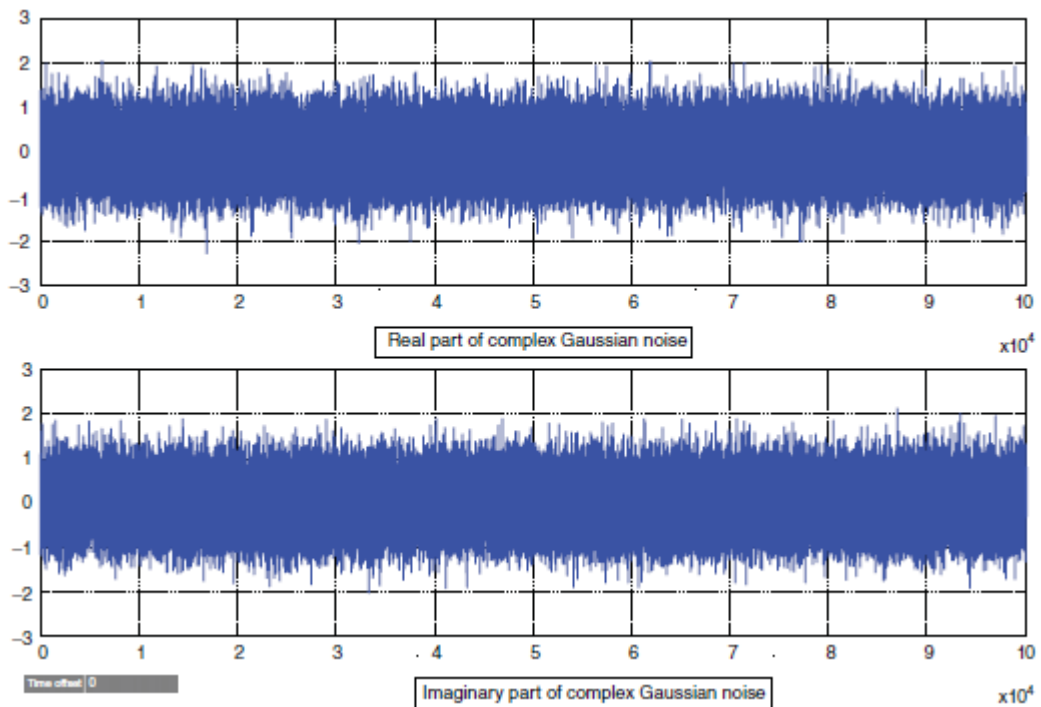 3
2
1
0
−1
−2
−3
0 1 2 3 4 5 6 7 8 9 10
Real part of complex Gaussian noise
x10⁴
3
2
1
0
−1
−2
−3
0 1 2 3 4 5 6 7 8 9 10
Time offset 0
Imaginary part of complex Gaussian noise
x10⁴